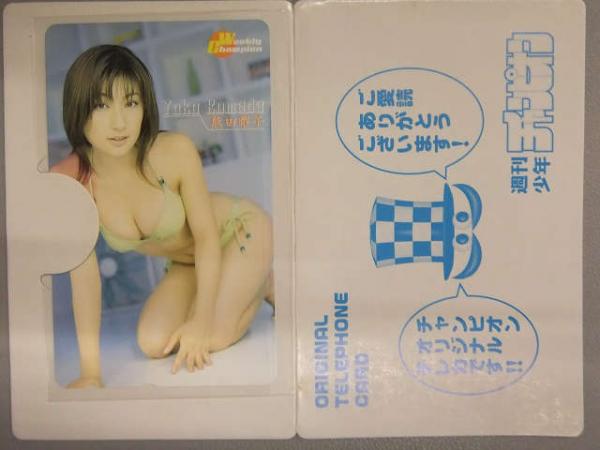 Weekly
Champion
Yoko Kumada
熊田曜子
ORIGINAL
TELEPHONE
CARD
ご愛読
ありがとう
ございます!
チャンピオン
オリジナル
テレカです!!
週刊
少年
チャンピオン